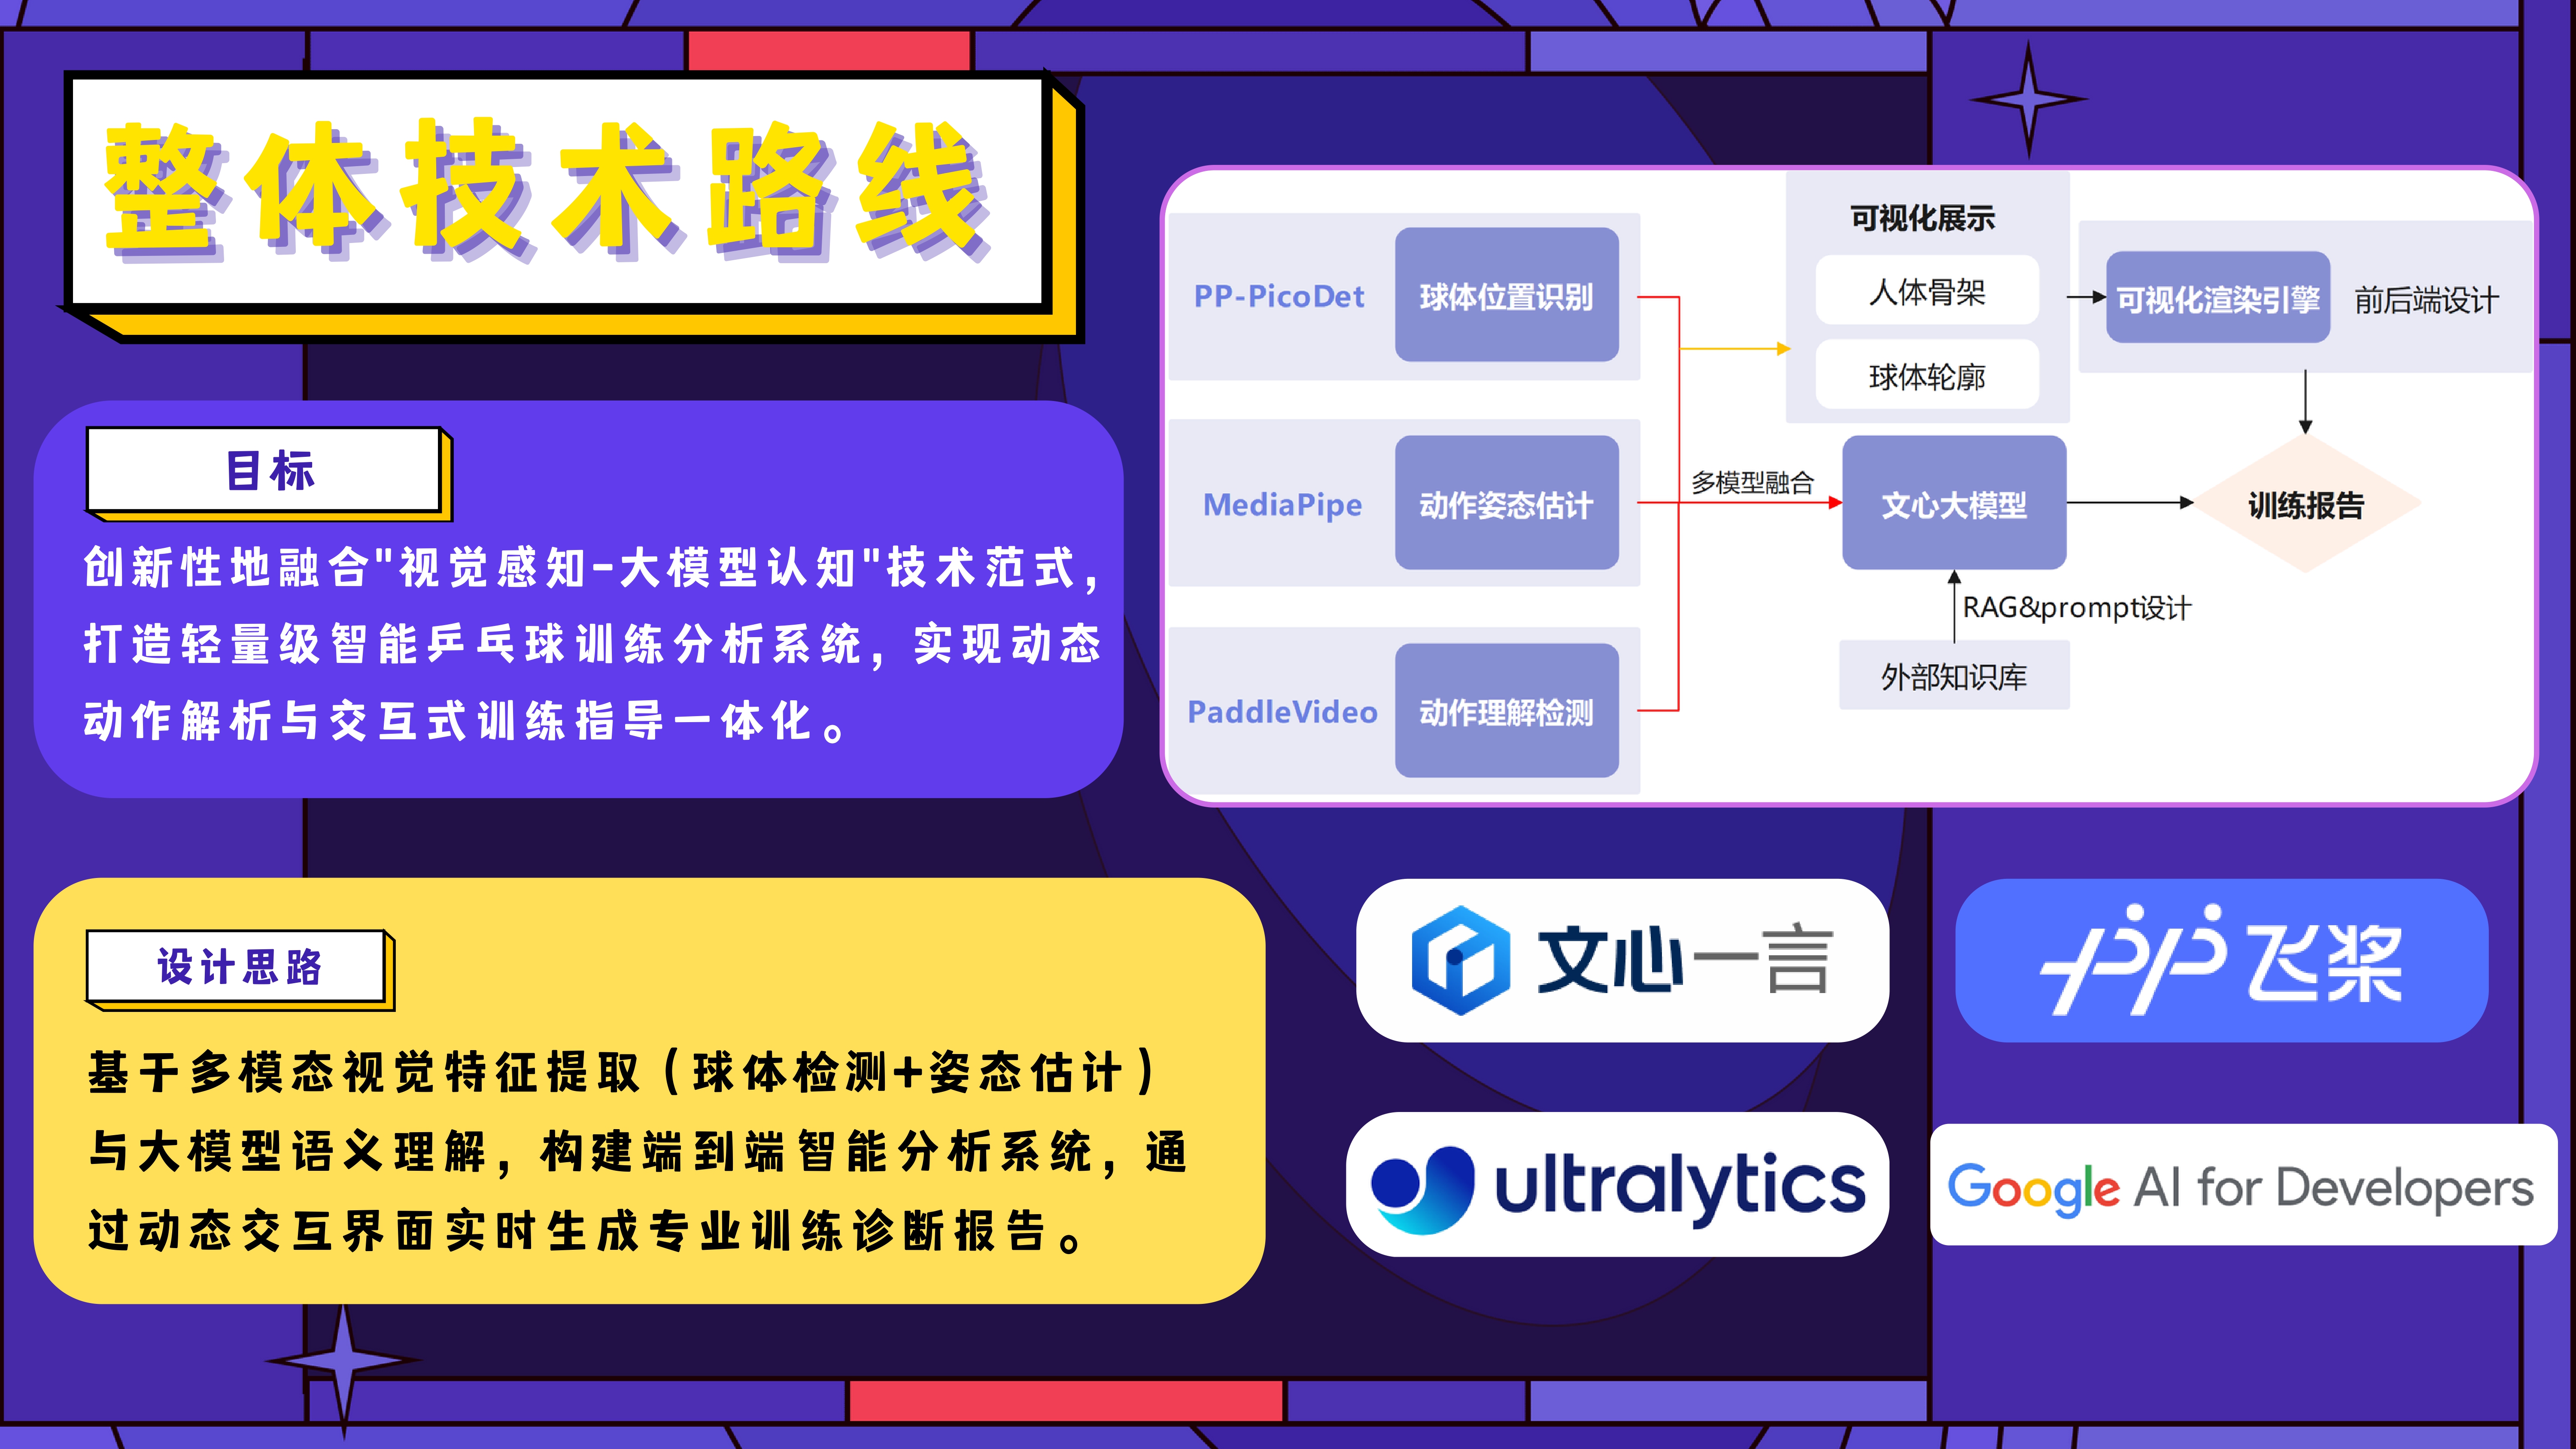 整体技术路线
目标
创新性地融合"视觉感知-大模型认知"技术范式,
打造轻量级智能乒乓球训练分析系统, 实现动态
动作解析与交互式训练指导一体化。
设计思路
基于多模态视觉特征提取（球体检测+姿态估计）
与大模型语义理解, 构建端到端智能分析系统, 通
过动态交互界面实时生成专业训练诊断报告。
PP-PicoDet
球体位置识别
MediaPipe
动作姿态估计
PaddleVideo
动作理解检测
多模型融合
可视化展示
人体骨架
球体轮廓
可视化渲染引擎
前后端设计
文心大模型
训练报告
RAG&prompt设计
外部知识库
文心一言
飞桨
ultralytics
Google AI for Developers